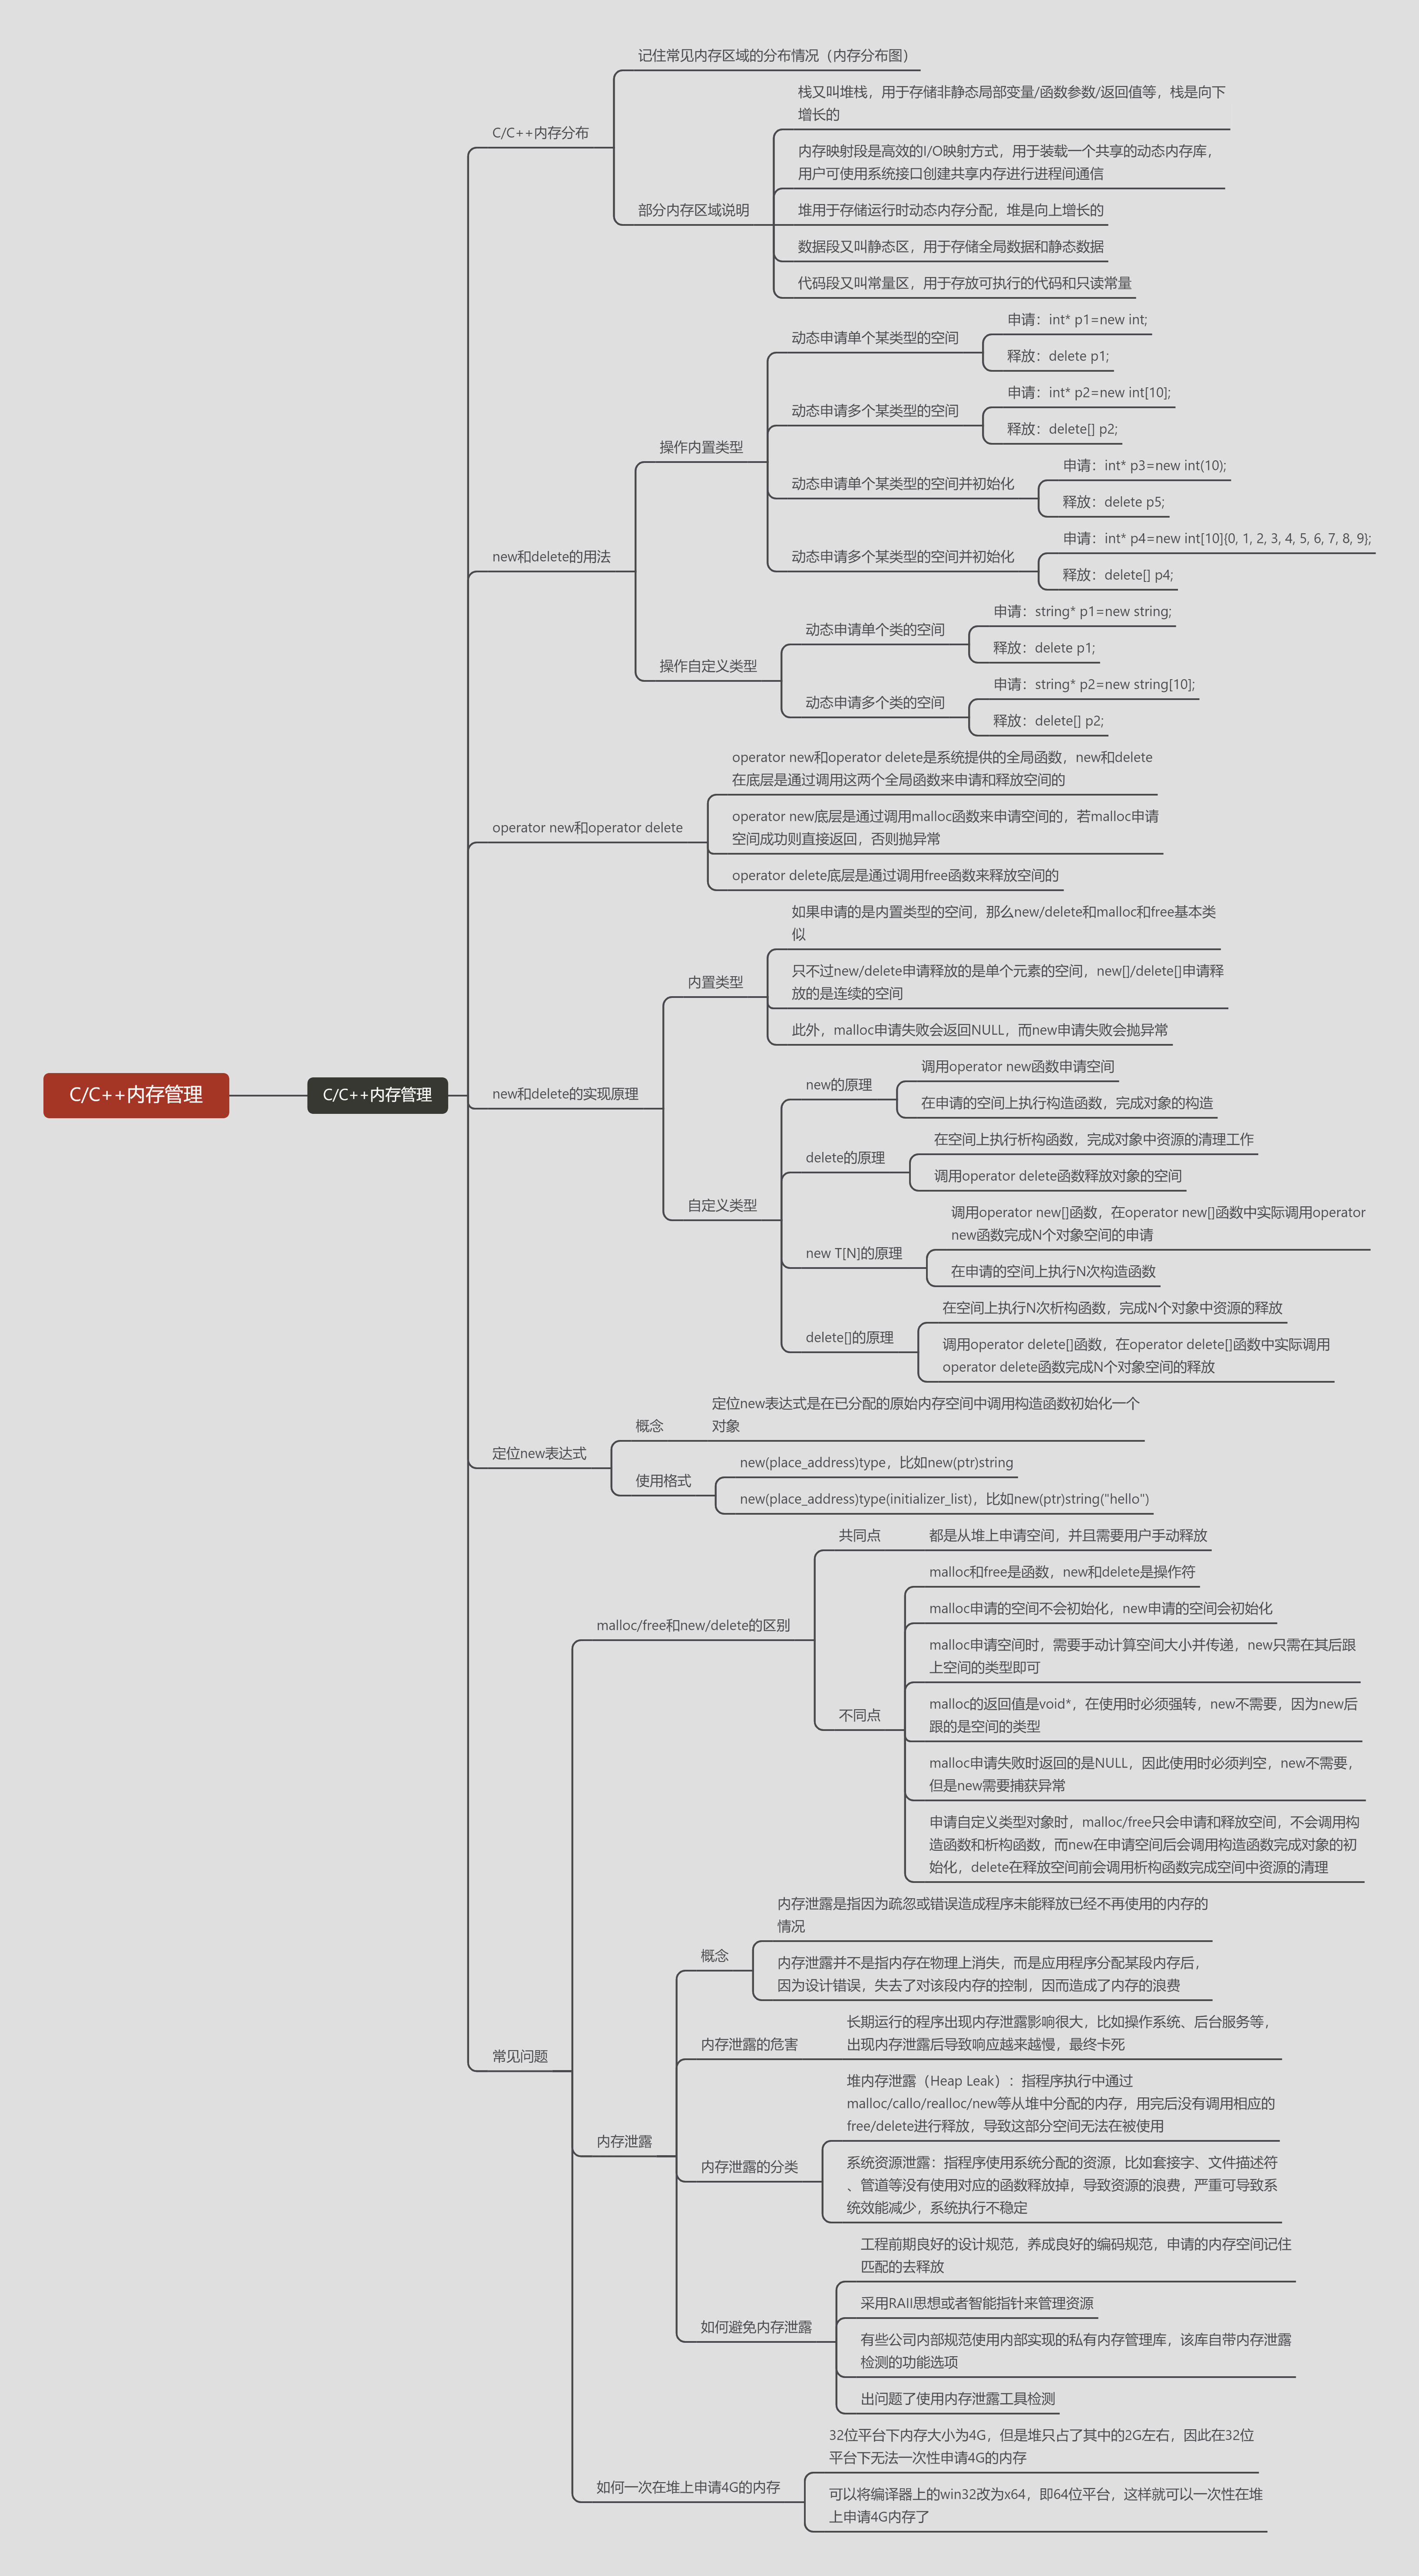 C/C++内存管理
C/C++内存管理
C/C++内存分布
记住常见内存区域的分布情况（内存分布图）
部分内存区域说明
栈又叫堆栈，用于存储非静态局部变量/函数参数/返回值等，栈是向下
增长的
内存映射段是高效的I/O映射方式，用于装载一个共享的动态内存库，
用户可使用系统接口创建共享内存进行进程间通信
堆用于存储运行时动态内存分配，堆是向上增长的
数据段又叫静态区，用于存储全局数据和静态数据
代码段又叫常量区，用于存放可执行的代码和只读常量
new和delete的用法
操作内置类型
动态申请单个某类型的空间
申请：int* p1=new int;
释放：delete p1;
动态申请多个某类型的空间
申请：int* p2=new int[10];
释放：delete[] p2;
动态申请单个某类型的空间并初始化
申请：int* p3=new int(10);
释放：delete p5;
动态申请多个某类型的空间并初始化
申请：int* p4=new int[10]{0, 1, 2, 3, 4, 5, 6, 7, 8, 9};
释放：delete[] p4;
操作自定义类型
动态申请单个类的空间
申请：string* p1=new string;
释放：delete p1;
动态申请多个类的空间
申请：string* p2=new string[10];
释放：delete[] p2;
operator new和operator delete
operator new和operator delete是系统提供的全局函数，new和delete
在底层是通过调用这两个全局函数来申请和释放空间的
operator new底层是通过调用malloc函数来申请空间的，若malloc申请
空间成功则直接返回，否则抛异常
operator delete底层是通过调用free函数来释放空间的
new和delete的实现原理
内置类型
如果申请的是内置类型的空间，那么new/delete和malloc和free基本类
似
只不过new/delete申请释放的是单个元素的空间，new[]/delete[]申请释
放的是连续的空间
此外，malloc申请失败会返回NULL，而new申请失败会抛异常
自定义类型
new的原理
调用operator new函数申请空间
在申请的空间上执行构造函数，完成对象的构造
delete的原理
在空间上执行析构函数，完成对象中资源的清理工作
调用operator delete函数释放对象的空间
new T[N]的原理
调用operator new[]函数，在operator new[]函数中实际调用operator
new函数完成N个对象空间的申请
在申请的空间上执行N次构造函数
delete[]的原理
在空间上执行N次析构函数，完成N个对象中资源的释放
调用operator delete[]函数，在operator delete[]函数中实际调用
operator delete函数完成N个对象空间的释放
定位new表达式
概念
定位new表达式是在已分配的原始内存空间中调用构造函数初始化一个
对象
使用格式
new(place_address)type，比如new(ptr)string
new(place_address)type(initializer_list)，比如new(ptr)string("hello")
常见问题
malloc/free和new/delete的区别
共同点
都是从堆上申请空间，并且需要用户手动释放
不同点
malloc和free是函数，new和delete是操作符
malloc申请的空间不会初始化，new申请的空间会初始化
malloc申请空间时，需要手动计算空间大小并传递，new只需在其后跟
上空间的类型即可
malloc的返回值是void*，在使用时必须强转，new不需要，因为new后
跟的是空间的类型
malloc申请失败时返回的是NULL，因此使用时必须判空，new不需要，
但是new需要捕获异常
申请自定义类型对象时，malloc/free只会申请和释放空间，不会调用构
造函数和析构函数，而new在申请空间后会调用构造函数完成对象的初
始化，delete在释放空间前会调用析构函数完成空间中资源的清理
内存泄露
概念
内存泄露是指因为疏忽或错误造成程序未能释放已经不再使用的内存的
情况
内存泄露并不是指内存在物理上消失，而是应用程序分配某段内存后，
因为设计错误，失去了对该段内存的控制，因而造成了内存的浪费
内存泄露的危害
长期运行的程序出现内存泄露影响很大，比如操作系统、后台服务等，
出现内存泄露后导致响应越来越慢，最终卡死
内存泄露的分类
堆内存泄露（Heap Leak）：指程序执行中通过
malloc/callo/realloc/new等从堆中分配的内存，用完后没有调用相应的
free/delete进行释放，导致这部分空间无法在被使用
系统资源泄露：指程序使用系统分配的资源，比如套接字、文件描述符
、管道等没有使用对应的函数释放掉，导致资源的浪费，严重可导致系
统效能减少，系统执行不稳定
如何避免内存泄露
工程前期良好的设计规范，养成良好的编码规范，申请的内存空间记住
匹配的去释放
采用RAII思想或者智能指针来管理资源
有些公司内部规范使用内部实现的私有内存管理库，该库自带内存泄露
检测的功能选项
出问题了使用内存泄露工具检测
如何一次在堆上申请4G的内存
32位平台下内存大小为4G，但是堆只占了其中的2G左右，因此在32位
平台下无法一次性申请4G的内存
可以将编译器上的win32改为x64，即64位平台，这样就可以一次性在堆
上申请4G内存了